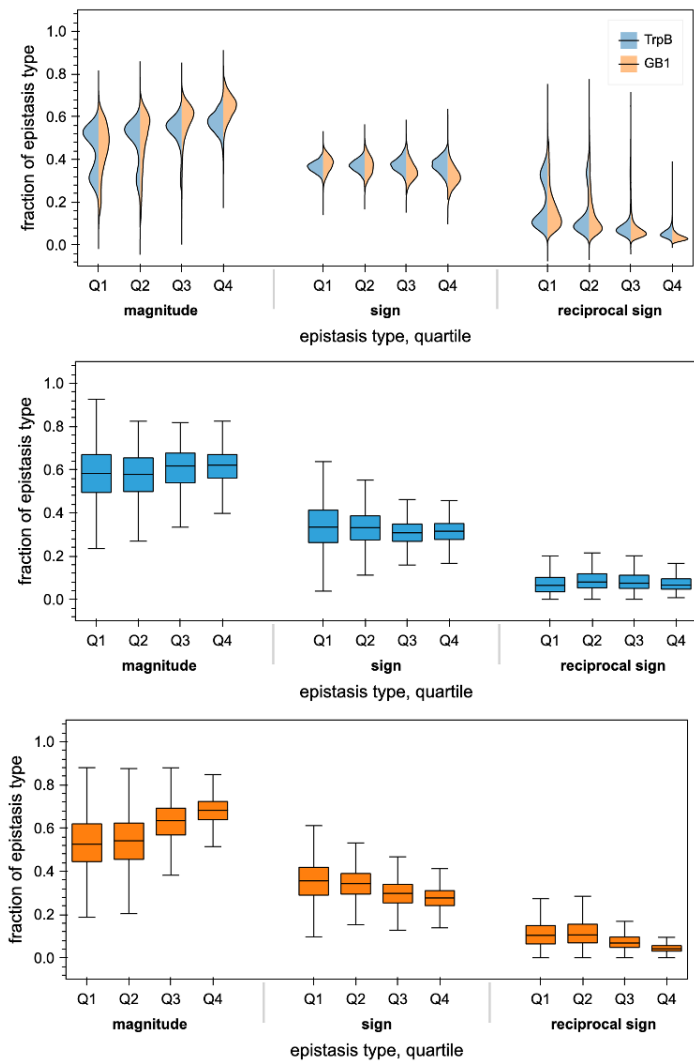 1.0
0.8
0.6
0.4
0.2
0.0
fraction of epistasis type
TrpB
GB1
Q1 Q2 Q3 Q4 Q1 Q2 Q3 Q4 Q1 Q2 Q3 Q4
magnitude sign reciprocal sign
epistasis type, quartile
1.0
0.8
0.6
0.4
0.2
0.0
fraction of epistasis type
Q1 Q2 Q3 Q4 Q1 Q2 Q3 Q4 Q1 Q2 Q3 Q4
magnitude sign reciprocal sign
epistasis type, quartile
1.0
0.8
0.6
0.4
0.2
0.0
fraction of epistasis type
Q1 Q2 Q3 Q4 Q1 Q2 Q3 Q4 Q1 Q2 Q3 Q4
magnitude sign reciprocal sign
epistasis type, quartile